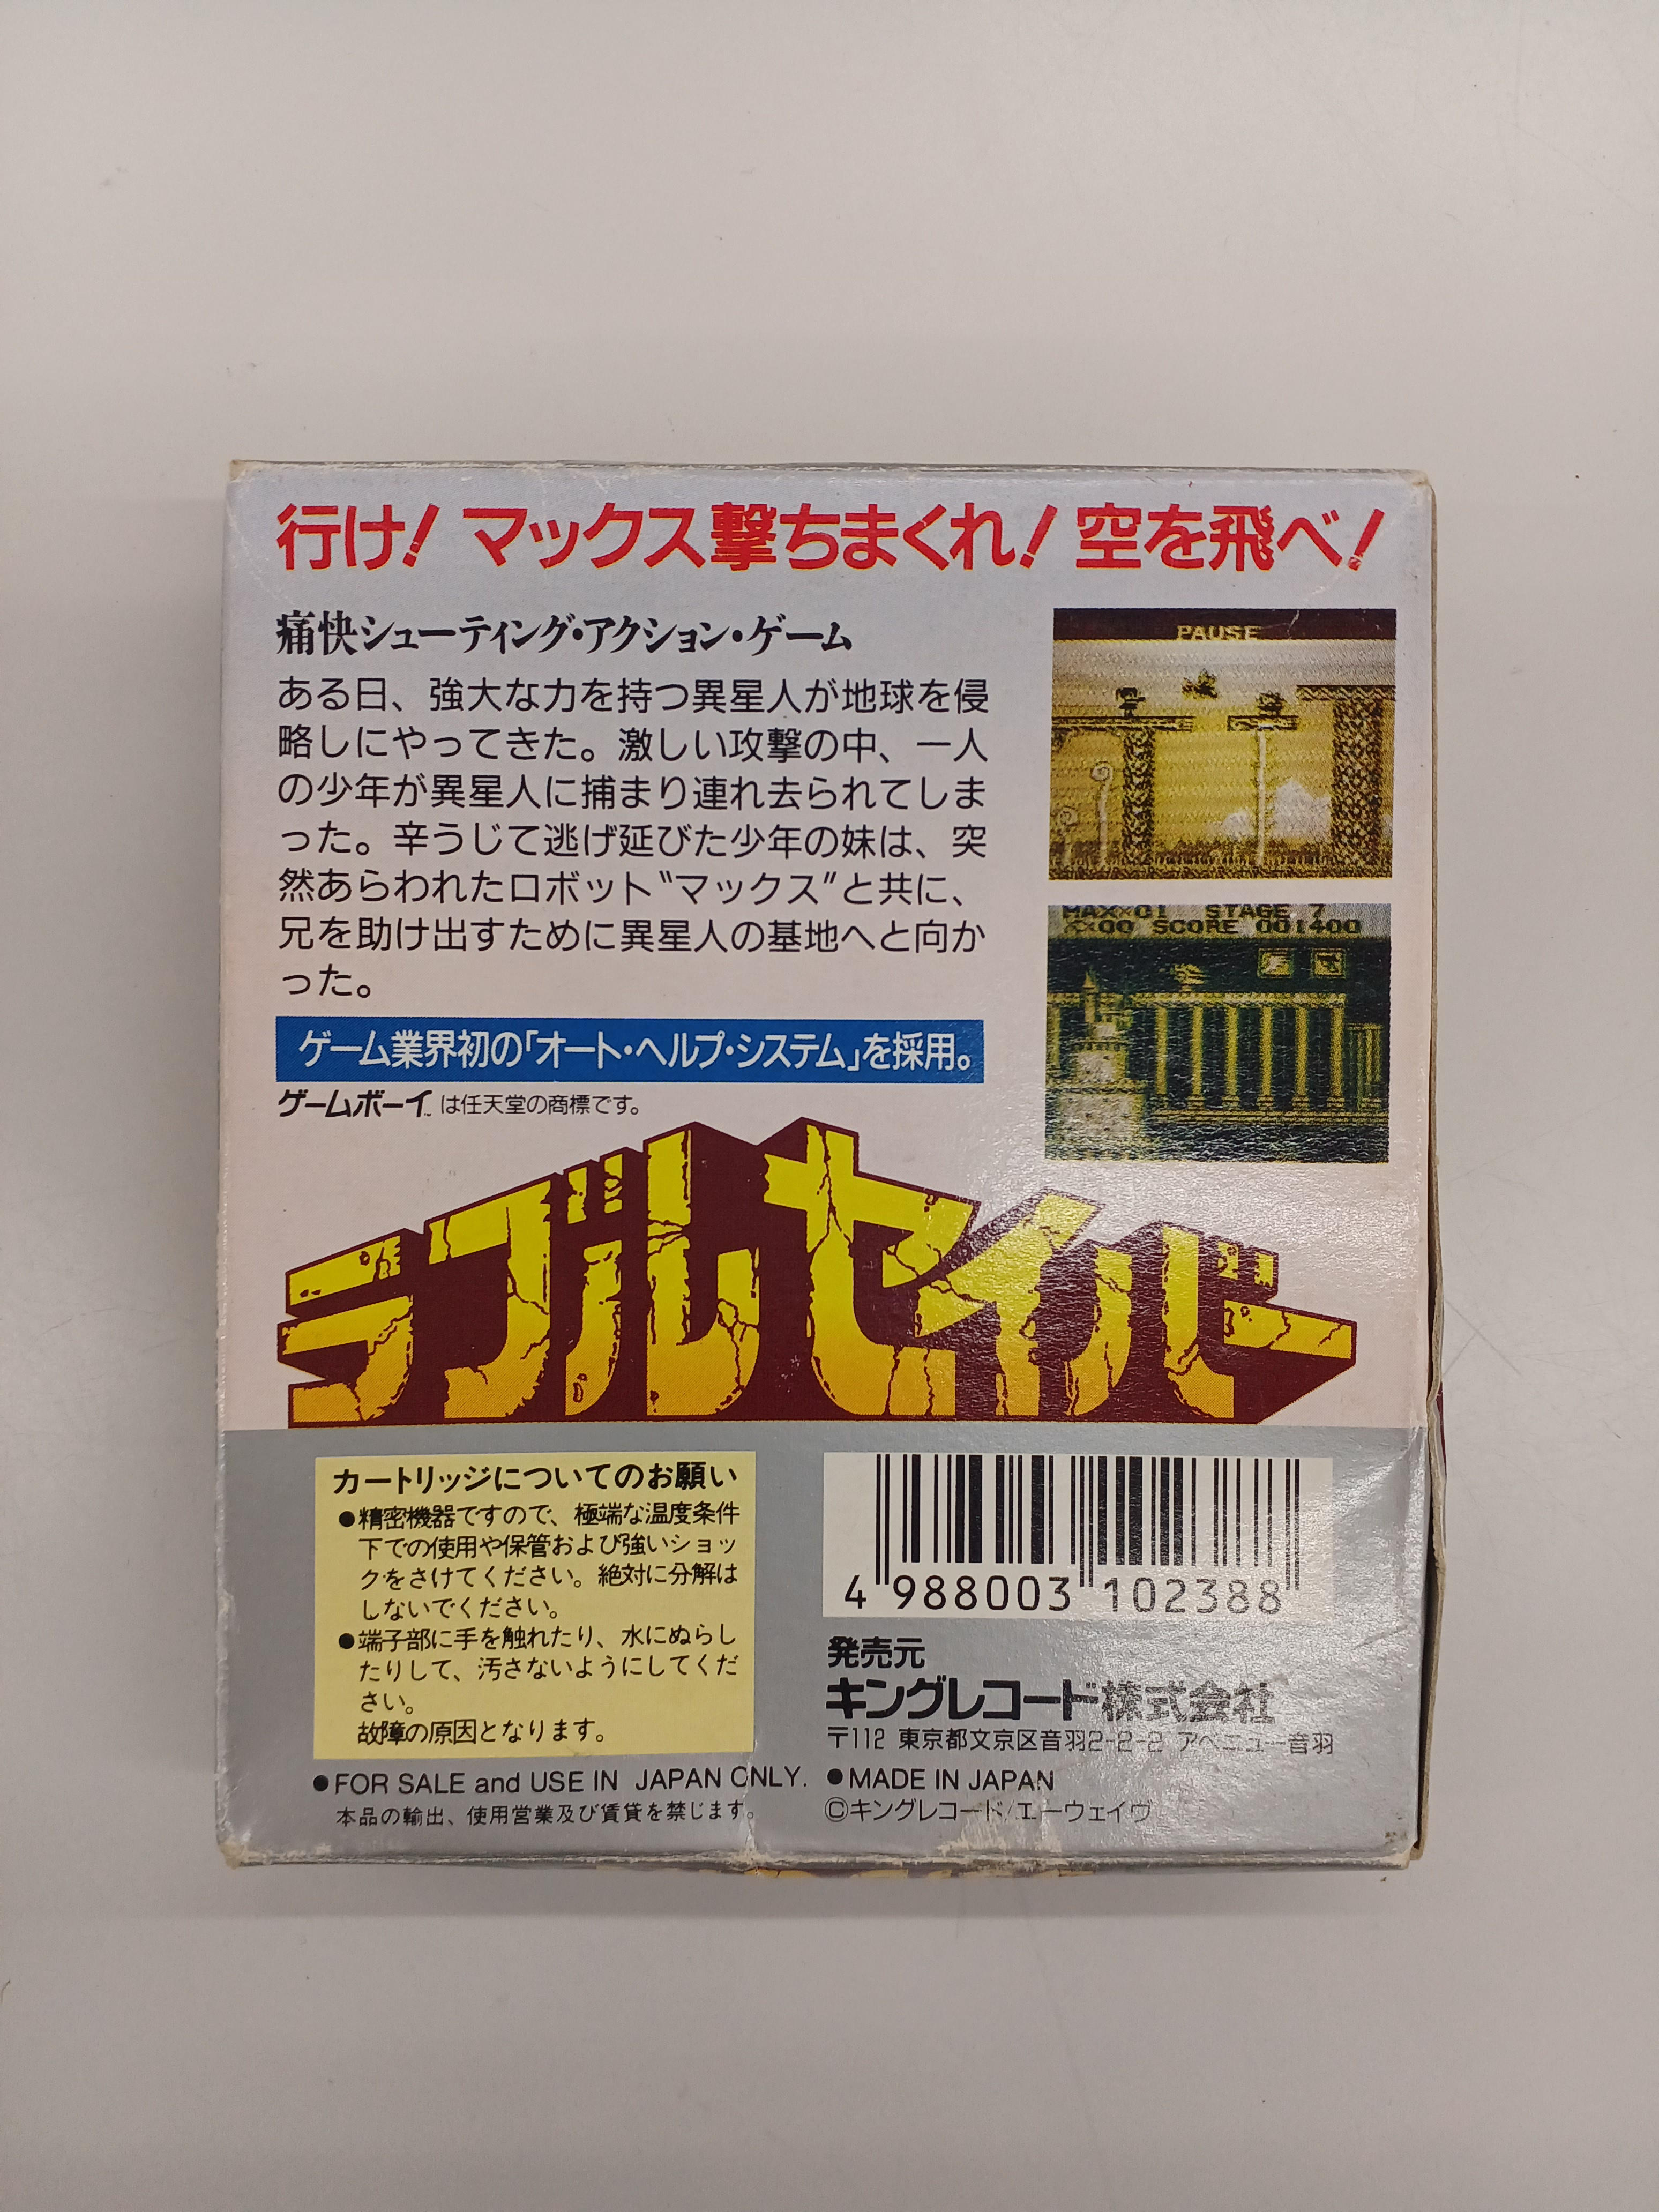 行け！ マックス撃ちまくれ！ 空を飛べ！
痛快シューティング・アクション・ゲーム
ある日、強大な力を持つ異星人が地球を侵
略しにやってきた。激しい攻撃の中、一人
の少年が異星人に捕まり連れ去られてしま
った。辛うじて逃げ延びた少年の妹は、突
然あらわれたロボット〝マックス〟と共に、
兄を助け出すために異星人の基地へと向か
った。
ゲーム業界初の「オート・ヘルプ・システム」を採用。
ゲームボーイ™は任天堂の商標です。
PAUSE
MAX×01 STAGE 7
×00 SCORE 001400
ラブルセイバー
カートリッジについてのお願い
●精密機器ですので、極端な温度条件
下での使用や保管および強いショッ
クをさけてください。絶対に分解は
しないでください。
●端子部に手を触れたり、水にぬらし
たりして、汚さないようにしてくだ
さい。
故障の原因となります。
4 988003 102388
発売元
キングレコード株式会社
〒112 東京都文京区音羽2-2-2 アベニュー音羽
●FOR SALE and USE IN JAPAN ONLY.
本品の輸出、使用営業及び賃貸を禁じます。
●MADE IN JAPAN
©キングレコード/エーウェイヴ